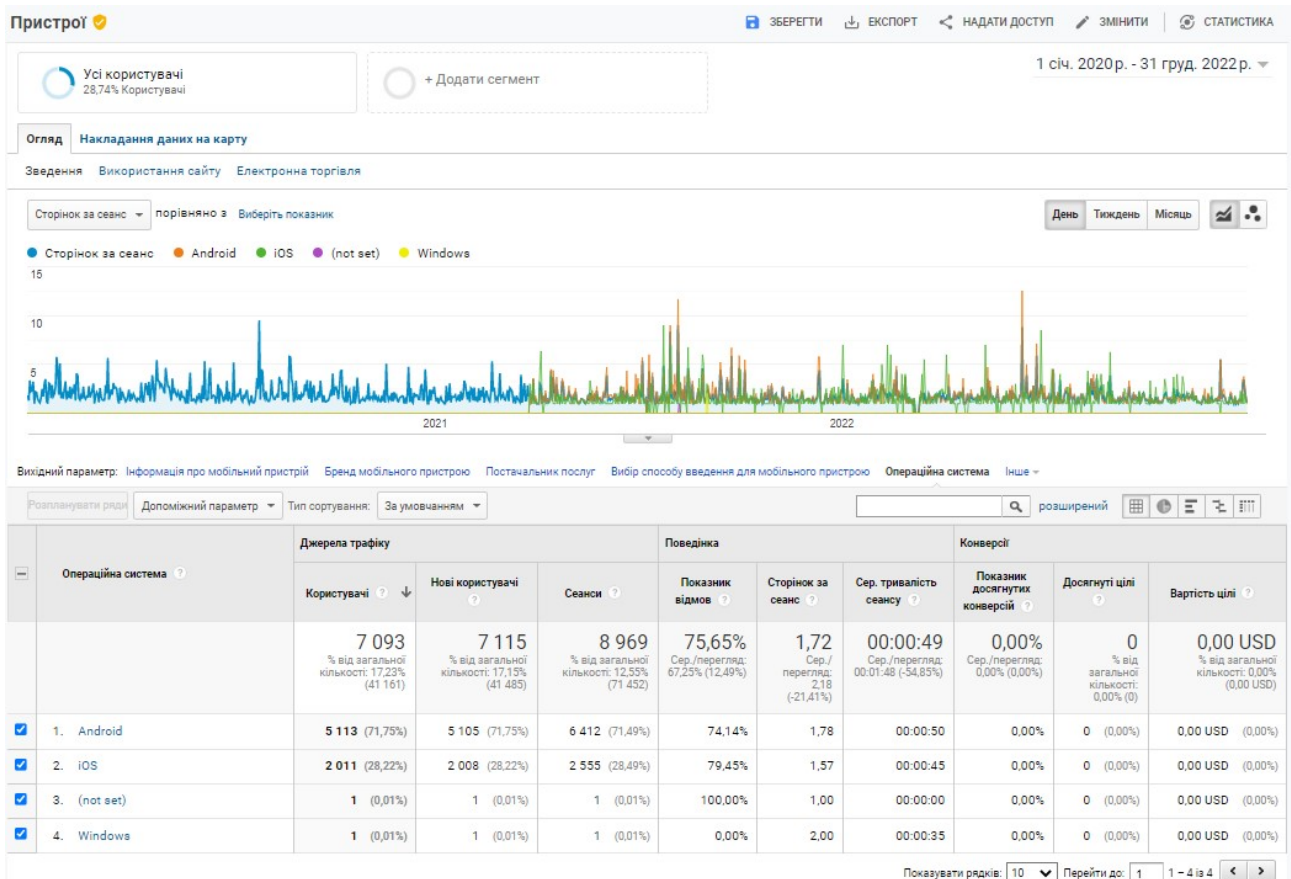 Пристрої
ЗБЕРЕГТИ ЕКСПОРТ НАДАТИ ДОСТУП ЗМІНИТИ СТАТИСТИКА
Усі користувачі
28,74% Користувачі
+ Додати сегмент
1 січ. 2020 р. - 31 груд. 2022 р.
Огляд Накладання даних на карту
Зведення Використання сайту Електронна торгівля
Сторінок за сеанс порівняно з Виберіть показник
День Тиждень Місяць
Сторінок за сеанс Android iOS (not set) Windows
15
10
5
2021 2022
Вихідний параметр: Інформація про мобільний пристрій Бренд мобільного пристрою Постачальник послуг Вибір способу введення для мобільного пристрою Операційна система Інше
Розпланувати ряди Допоміжний параметр Тип сортування: За умовчанням розширений
Джерела трафіку Поведінка Конверсії
Операційна система ?
Користувачі ?
Нові користувачі ?
Сеанси ?
Показник відмов ?
Сторінок за сеанс ?
Сер. тривалість сеансу ?
Показник досягнутих конверсій ?
Досягнуті цілі ?
Вартість цілі ?
7 093
% від загальної
кількості: 17,23%
(41 161)
7 115
% від загальної
кількості: 17,15%
(41 485)
8 969
% від загальної
кількості: 12,55%
(71 452)
75,65%
Сер./перегляд:
67,25% (12,49%)
1,72
Сер./
перегляд:
2,18
(-21,41%)
00:00:49
Сер./перегляд:
00:01:48 (-54,85%)
0,00%
Сер./перегляд:
0,00% (0,00%)
0
% від
загальної
кількості:
0,00% (0)
0,00 USD
% від загальної
кількості: 0,00%
(0,00 USD)
1. Android 5 113 (71,75%) 5 105 (71,75%) 6 412 (71,49%) 74,14% 1,78 00:00:50 0,00% 0 (0,00%) 0,00 USD (0,00%)
2. iOS 2 011 (28,22%) 2 008 (28,22%) 2 555 (28,49%) 79,45% 1,57 00:00:45 0,00% 0 (0,00%) 0,00 USD (0,00%)
3. (not set) 1 (0,01%) 1 (0,01%) 1 (0,01%) 100,00% 1,00 00:00:00 0,00% 0 (0,00%) 0,00 USD (0,00%)
4. Windows 1 (0,01%) 1 (0,01%) 1 (0,01%) 0,00% 2,00 00:00:35 0,00% 0 (0,00%) 0,00 USD (0,00%)
Показувати рядків: 10 Перейти до: 1 1 – 4 із 4